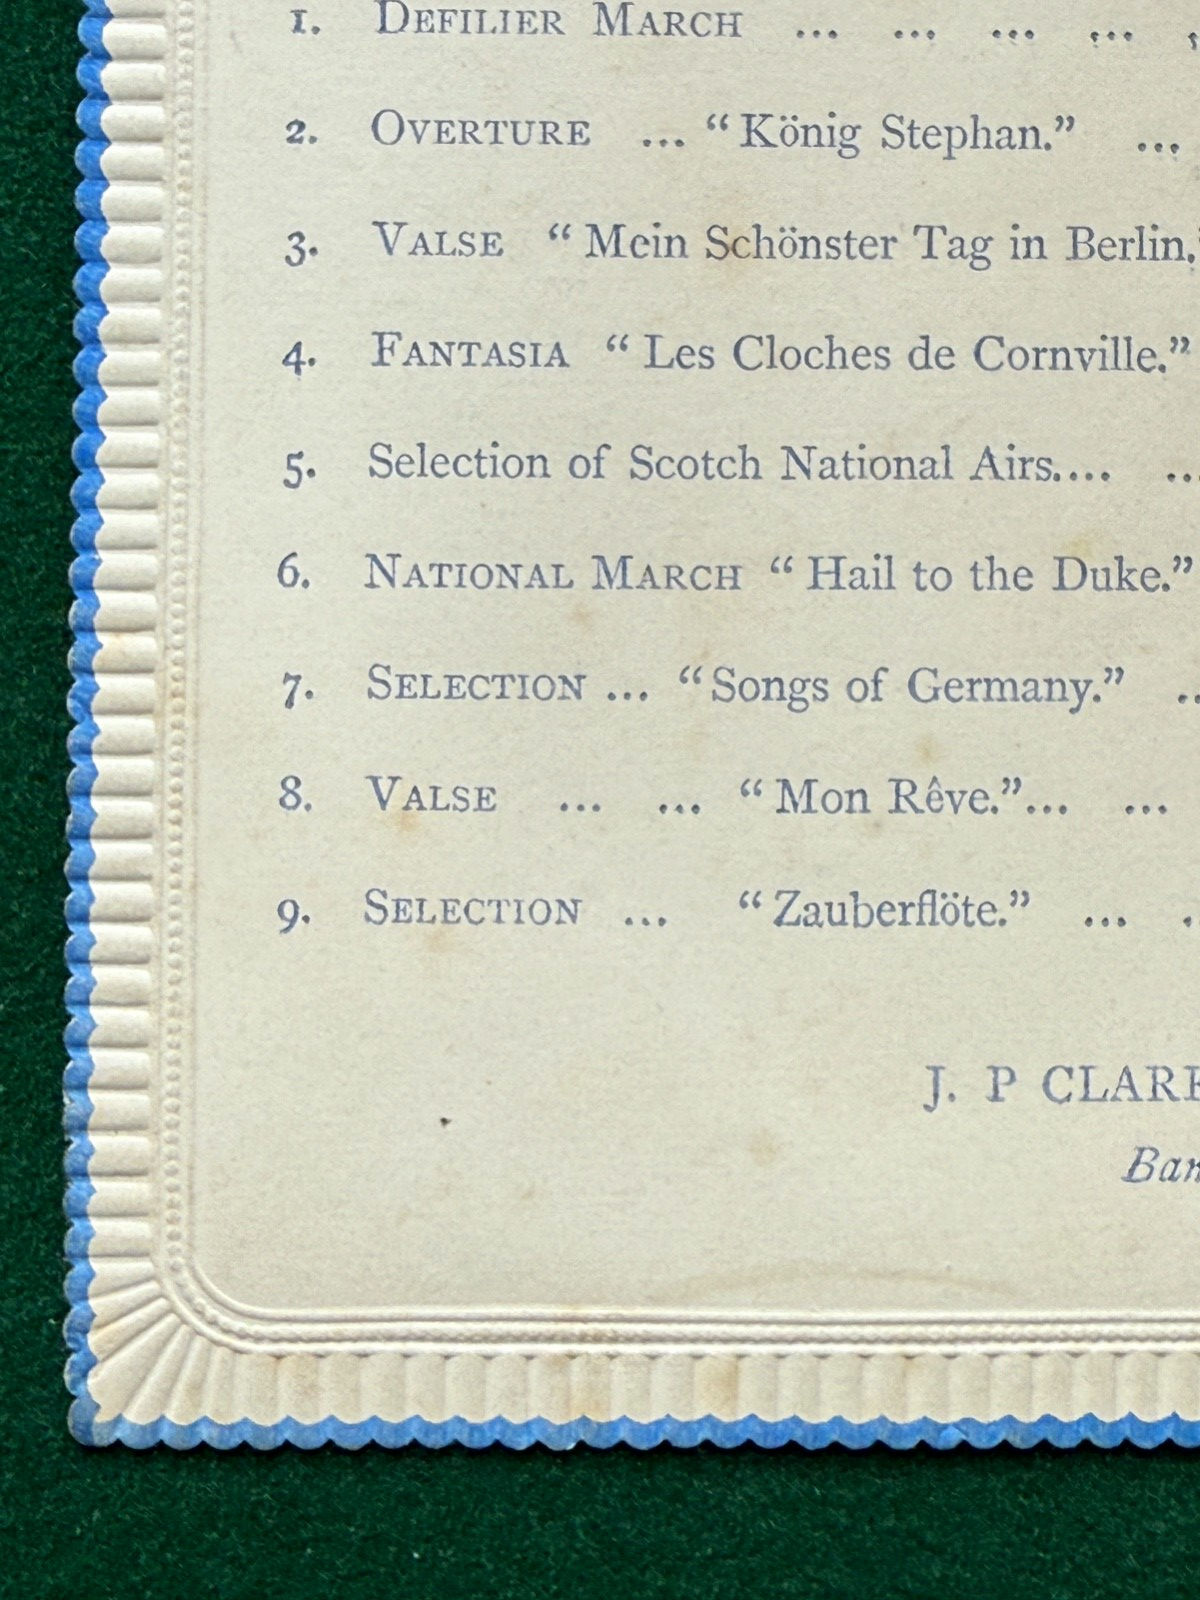 1. DEFILIER MARCH ... ... ... ...
2. OVERTURE ... “König Stephan.” ...
3. VALSE “Mein Schönster Tag in Berlin.”
4. FANTASIA “Les Cloches de Cornville.”
5. Selection of Scotch National Airs.... ...
6. NATIONAL MARCH “Hail to the Duke.”
7. SELECTION ... “Songs of Germany.” ..
8. VALSE ... ... “Mon Rêve.”... ...
9. SELECTION ... “Zauberflöte.” ... .
J. P CLARK
Ban